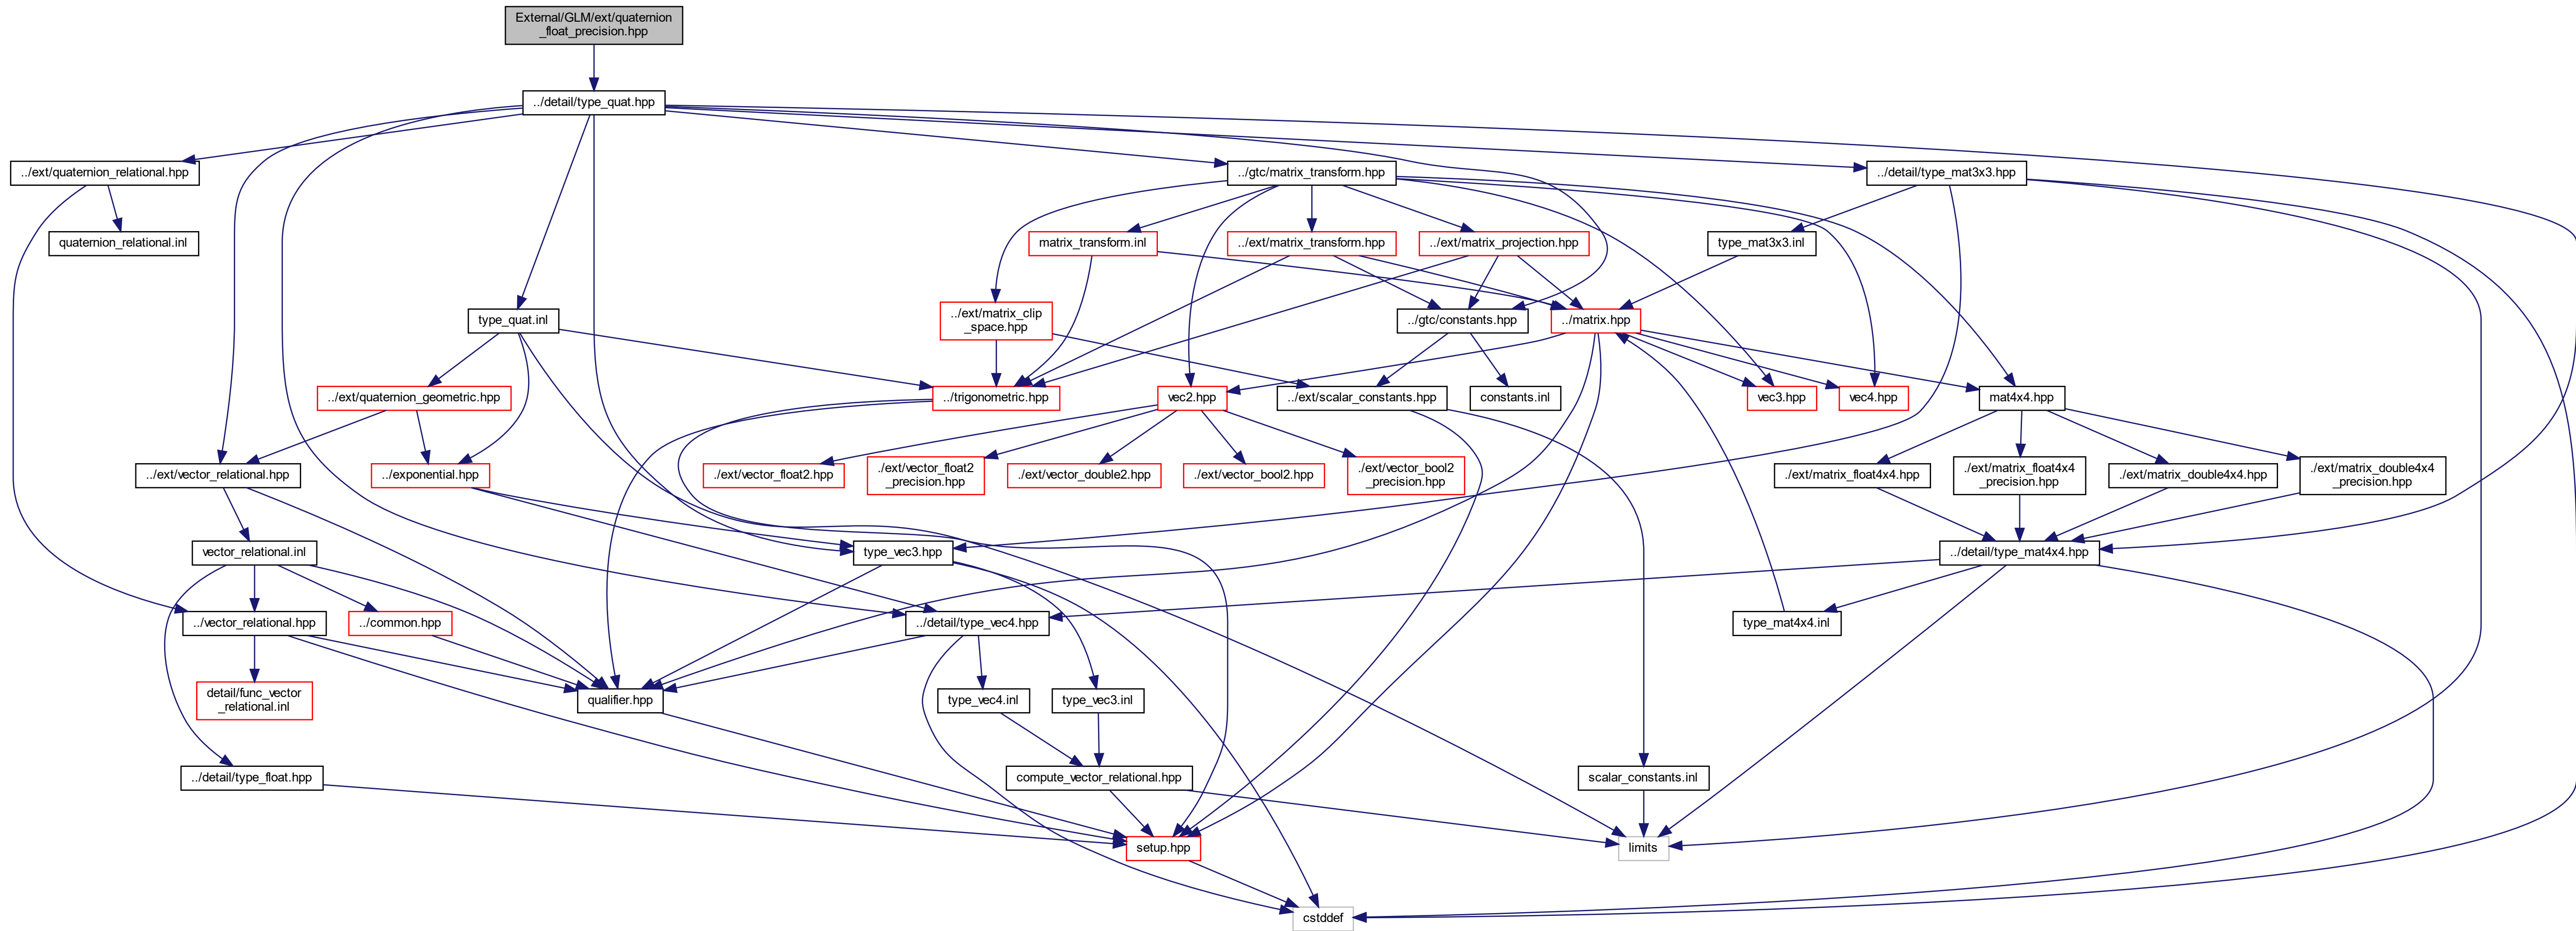 External/GLM/ext/quaternion
_float_precision.hpp
../detail/type_quat.hpp
../ext/quaternion_relational.hpp
../gtc/matrix_transform.hpp
../detail/type_mat3x3.hpp
quaternion_relational.inl
matrix_transform.inl
../ext/matrix_transform.hpp
../ext/matrix_projection.hpp
type_mat3x3.inl
type_quat.inl
../ext/matrix_clip
_space.hpp
../gtc/constants.hpp
../matrix.hpp
../ext/quaternion_geometric.hpp
../trigonometric.hpp
vec2.hpp
../ext/scalar_constants.hpp
constants.inl
vec3.hpp
vec4.hpp
mat4x4.hpp
../ext/vector_relational.hpp
../exponential.hpp
./ext/vector_float2.hpp
./ext/vector_float2
_precision.hpp
./ext/vector_double2.hpp
./ext/vector_bool2.hpp
./ext/vector_bool2
_precision.hpp
./ext/matrix_float4x4.hpp
./ext/matrix_float4x4
_precision.hpp
./ext/matrix_double4x4.hpp
./ext/matrix_double4x4
_precision.hpp
vector_relational.inl
type_vec3.hpp
../detail/type_mat4x4.hpp
../vector_relational.hpp
../common.hpp
../detail/type_vec4.hpp
type_mat4x4.inl
detail/func_vector
_relational.inl
qualifier.hpp
type_vec4.inl
type_vec3.inl
../detail/type_float.hpp
compute_vector_relational.hpp
scalar_constants.inl
setup.hpp
limits
cstddef